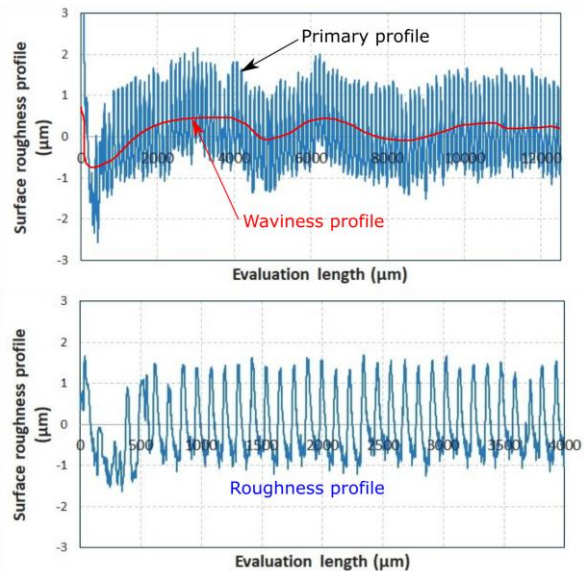 3
Primary profile
2
1
0
0 2000 4000 6000 8000 10000 12000
-1
-2
Waviness profile
-3
Surface roughness profile
(µm)
Evaluation length (µm)
3
2
1
0
0 5000 1000 1500 2000 2500 3000 3500 4000
-1
Roughness profile
-2
-3
Surface roughness profile
(µm)
Evaluation length (µm)